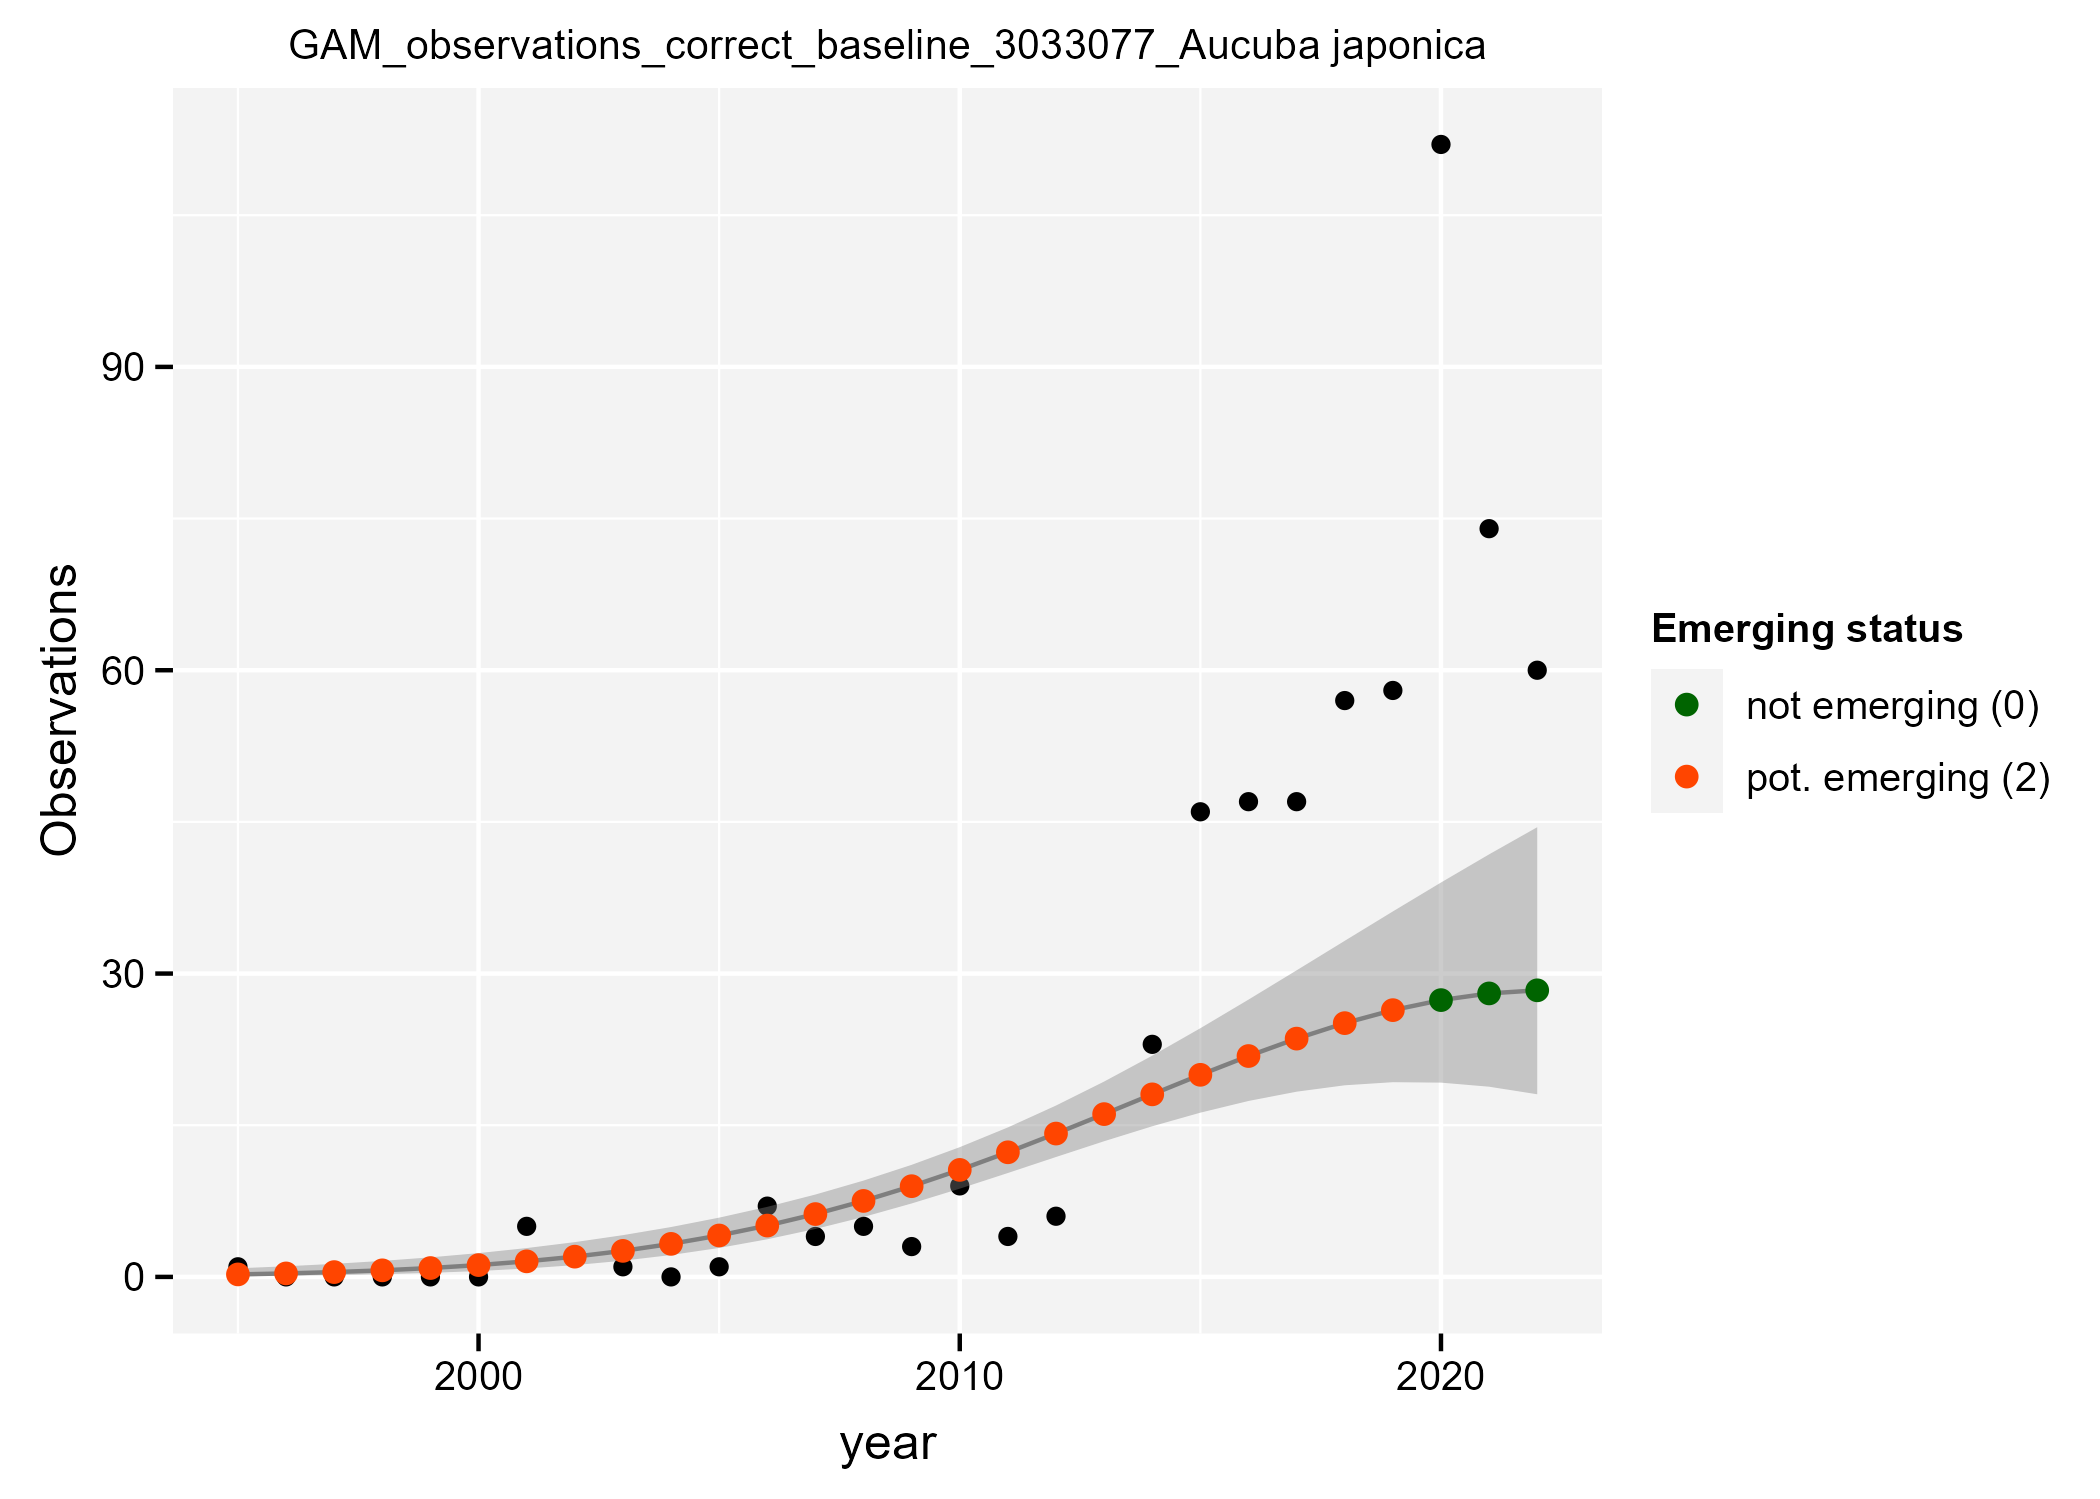 GAM_observations_correct_baseline_3033077_Aucuba japonica
Observations
90
60
30
0
2000 2010 2020
year
Emerging status
not emerging (0)
pot. emerging (2)